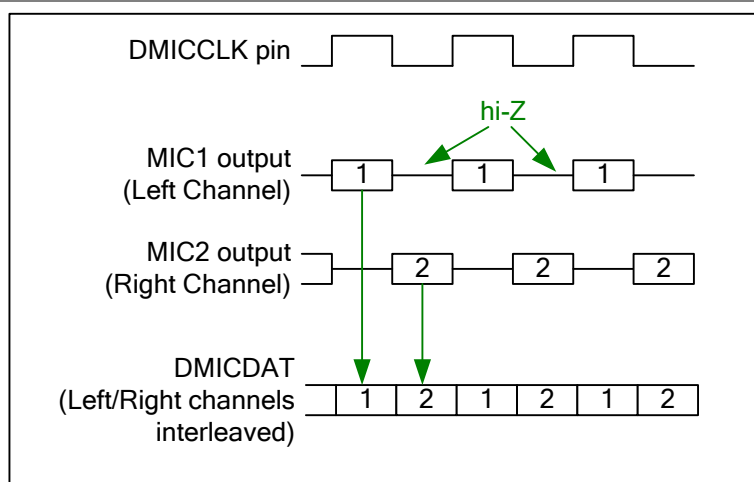 DMICCLK pin
hi-Z
MIC1 output
(Left Channel)
1 1 1
MIC2 output
(Right Channel)
2 2 2
DMICDAT
(Left/Right channels
interleaved)
1 2 1 2 1 2